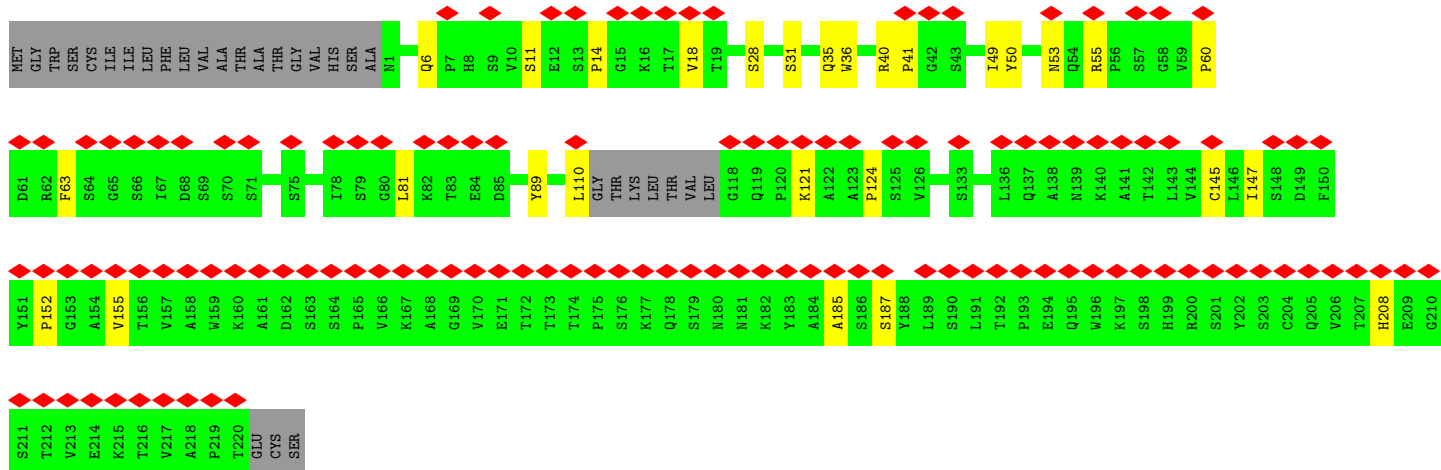 MET GLY TRP SER CYS ILE ILE LEU PHE LEU VAL ALA THR ALA THR GLY VAL HIS SER ALA N1 Q6 P7 H8 S9 V10 S11 E12 S13 P14 G15 K16 T17 V18 T19 S28 S31 Q35 W36 R40 P41 G42 S43 I49 Y50 N53 Q54 R55 P56 S57 G58 V59 P60
D61 R62 F63 S64 G65 S66 I67 D68 S69 S70 S71 S75 I78 S79 G80 L81 K82 T83 E84 D85 Y89 L110 GLY THR LYS LEU THR VAL LEU G118 Q119 P120 K121 A122 A123 P124 S125 V126 S133 L136 Q137 A138 N139 K140 A141 T142 L143 V144 C145 L146 I147 S148 D149 F150
Y151 P152 G153 A154 V155 T156 V157 A158 W159 K160 A161 D162 S163 S164 P165 V166 K167 A168 G169 V170 E171 T172 T173 T174 P175 S176 K177 Q178 S179 N180 N181 K182 Y183 A184 A185 S186 S187 Y188 L189 S190 L191 T192 P193 E194 Q195 W196 K197 S198 H199 R200 S201 Y202 S203 C204 Q205 V206 T207 H208 E209 G210
S211 T212 V213 E214 K215 T216 V217 A218 P219 T220 GLU CYS SER